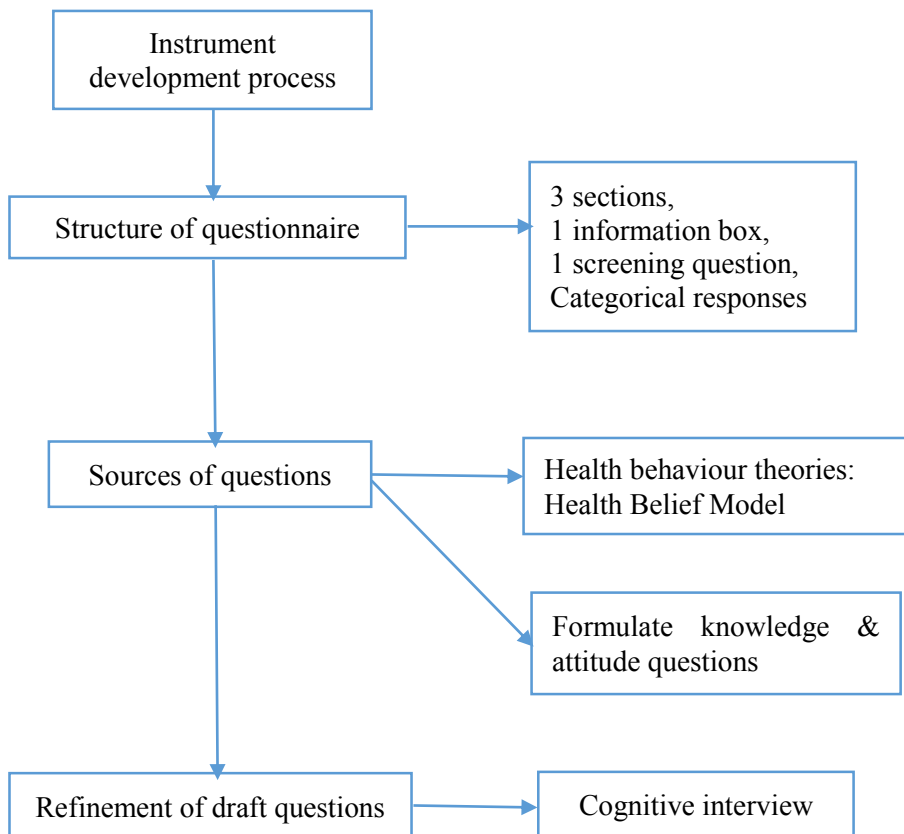 Instrument
development process
Structure of questionnaire
3 sections,
1 information box,
1 screening question,
Categorical responses
Sources of questions
Health behaviour theories:
Health Belief Model
Formulate knowledge &
attitude questions
Refinement of draft questions
Cognitive interview